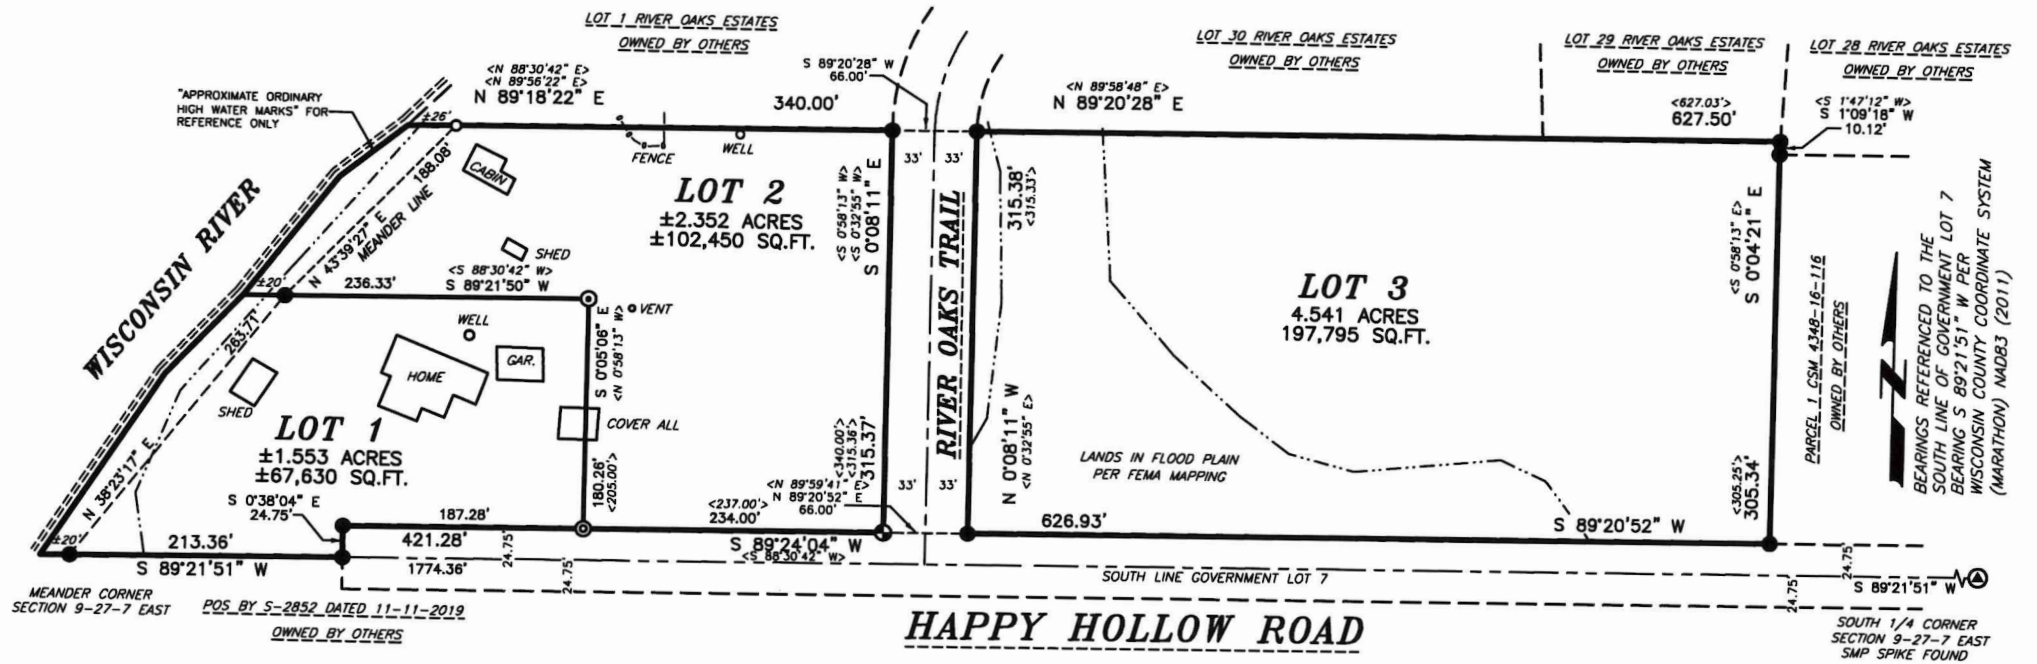 LOT 1 RIVER OAKS ESTATES
OWNED BY OTHERS
LOT 30 RIVER OAKS ESTATES
OWNED BY OTHERS
LOT 29 RIVER OAKS ESTATES
OWNED BY OTHERS
LOT 28 RIVER OAKS ESTATES
OWNED BY OTHERS
"APPROXIMATE ORDINARY
HIGH WATER MARKS" FOR
REFERENCE ONLY
<N 88'30'42" E>
<N 89'56'22" E>
N 89'18'22" E
340.00'
S 89'20'28" W
66.00'
<N 89'58'48" E>
N 89'20'28" E
<627.03'>
627.50'
<S 1'47'12" W>
S 1'09'18" W
10.12'
±26'
FENCE
WELL
CABIN
188.08'
N 43'39'27" E
MEANDER LINE
WISCONSIN RIVER
LOT 2
±2.352 ACRES
±102,450 SQ.FT.
SHED
<S 0'58'13" W>
<S 0'32'55" W>
S 0'08'11" E
33'
33'
RIVER OAKS TRAIL
315.38'
<315.33'>
LOT 3
4.541 ACRES
197,795 SQ.FT.
<S 0'58'13" E>
S 0'04'21" E
PARCEL 1 CSM 4348-16-116
OWNED BY OTHERS
N
BEARINGS REFERENCED TO THE
SOUTH LINE OF GOVERNMENT LOT 7
BEARING S 89'21'51" W PER
WISCONSIN COUNTY COORDINATE SYSTEM
(MARATHON) NAD83 (2011)
±20'
236.33'
<S 88'30'42" W>
S 89'21'50" W
VENT
WELL
263.71'
HOME
GAR.
S 0'05'06" E
<N 0'58'13" W>
SHED
COVER ALL
LOT 1
±1.553 ACRES
±67,630 SQ.FT.
N 38'23'17" E
180.26'
<205.00'>
<340.00'>
<315.36'>
315.37'
N 0'08'11" W
<N 0'32'55" E>
LANDS IN FLOOD PLAIN
PER FEMA MAPPING
<305.25'>
305.34'
S 0'38'04" E
24.75'
187.28'
<237.00'>
234.00'
<N 89'59'41" E>
N 89'20'52" E
66.00'
33'
33'
626.93'
S 89'20'52" W
±20'
213.36'
421.28'
24.75'
S 89'24'04" W
<S 88'30'42" W>
S 89'21'51" W
1774.36'
24.75'
SOUTH LINE GOVERNMENT LOT 7
24.75'
24.75'
S 89'21'51" W
MEANDER CORNER
SECTION 9-27-7 EAST
POS BY S-2852 DATED 11-11-2019
OWNED BY OTHERS
HAPPY HOLLOW ROAD
SOUTH 1/4 CORNER
SECTION 9-27-7 EAST
SMP SPIKE FOUND